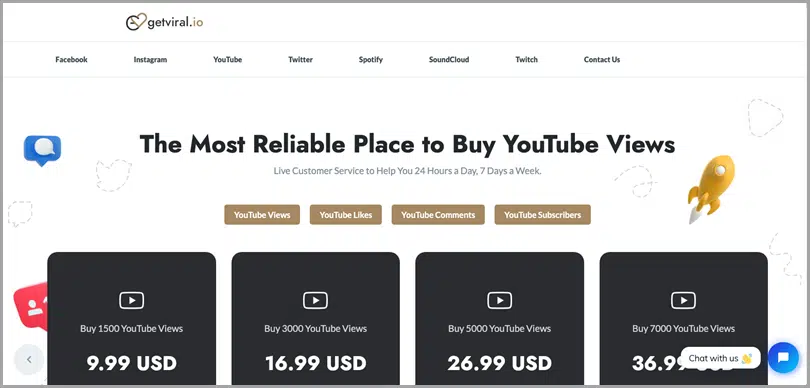 getviral.io
Facebook Instagram YouTube Twitter Spotify SoundCloud Twitch Contact Us
The Most Reliable Place to Buy YouTube Views
Live Customer Service to Help You 24 Hours a Day, 7 Days a Week.
YouTube Views YouTube Likes YouTube Comments YouTube Subscribers
Buy 1500 YouTube Views Buy 3000 YouTube Views Buy 5000 YouTube Views Buy 7000 YouTube Views
9.99 USD 16.99 USD 26.99 USD 36.99
Chat with us 👋